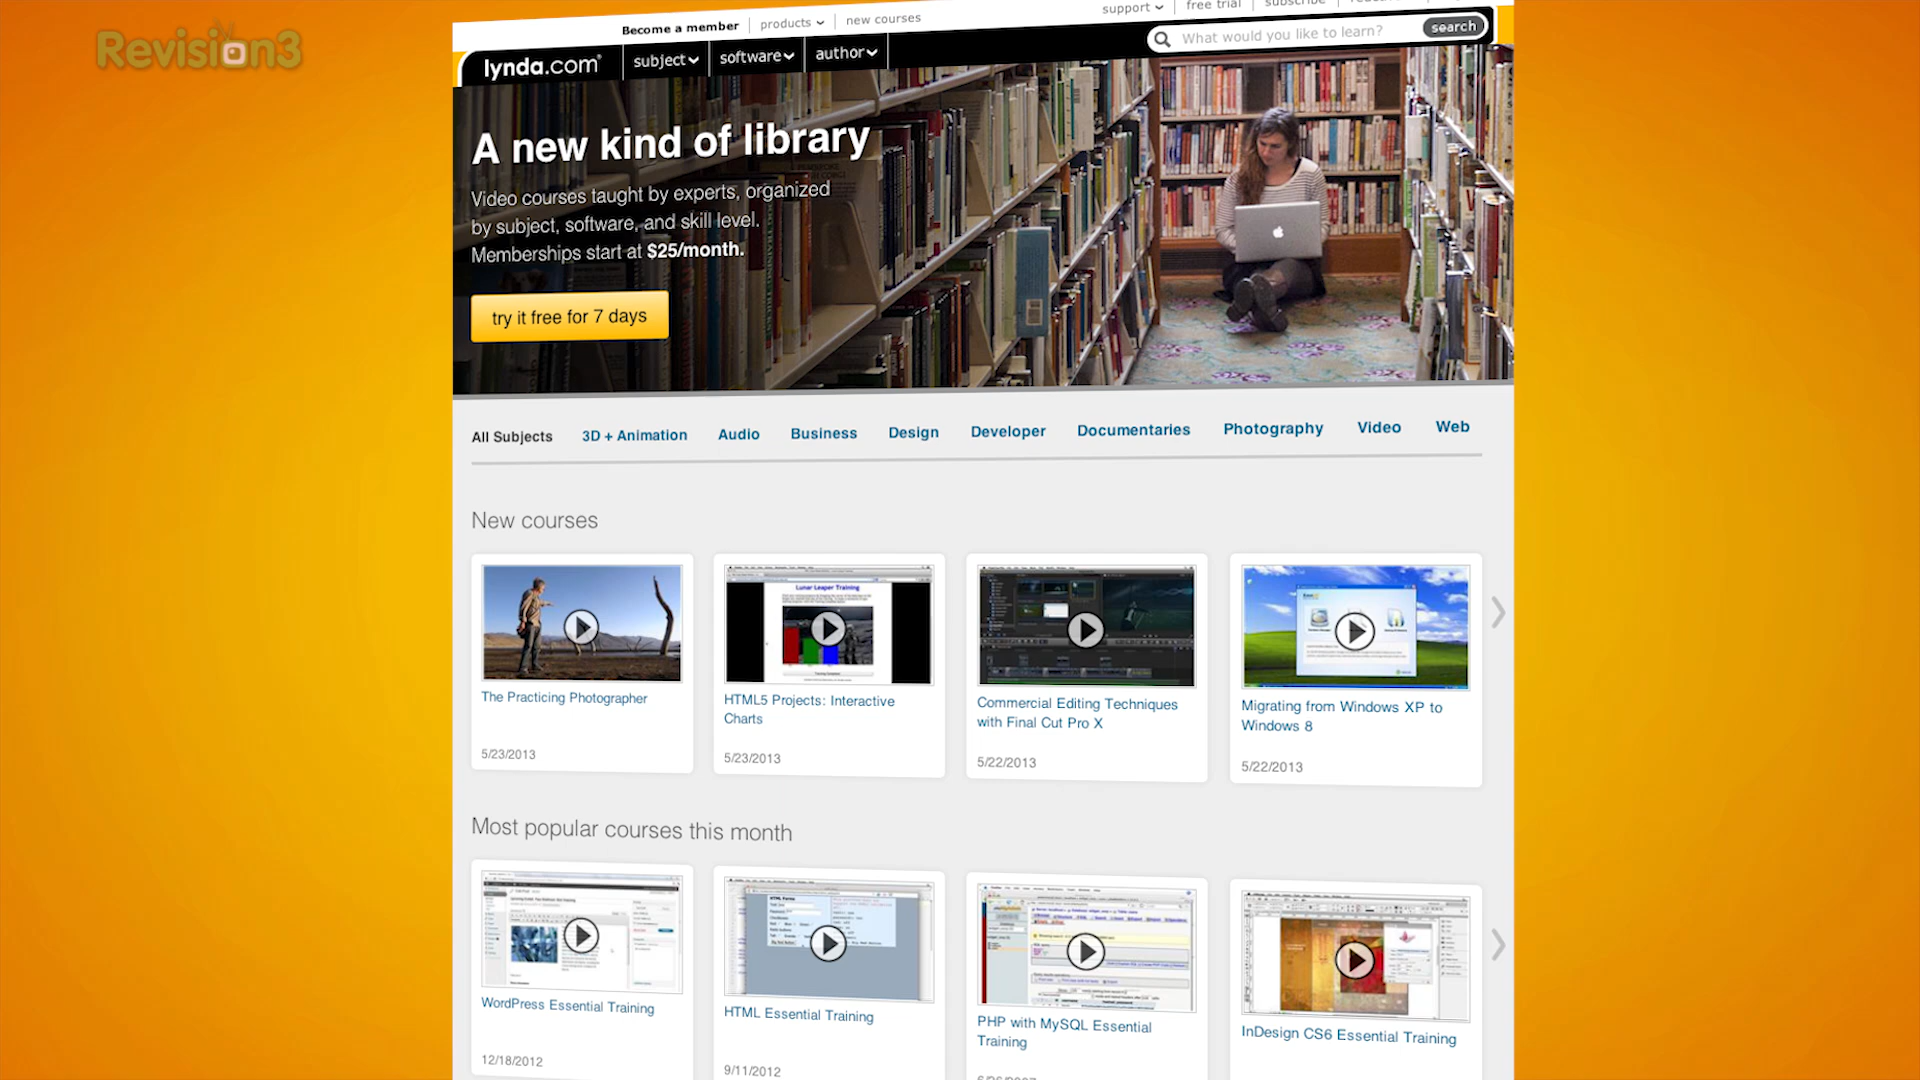 Revision3
Become a member
products
new courses
support
free trial
subscribe
lynda.com
subject
software
author
What would you like to learn?
search
A new kind of library
Video courses taught by experts, organized
by subject, software, and skill level.
Memberships start at $25/month.
try it free for 7 days
All Subjects
3D + Animation
Audio
Business
Design
Developer
Documentaries
Photography
Video
Web
New courses
Lunar Leaper Training
The Practicing Photographer
5/23/2013
HTML5 Projects: Interactive
Charts
5/23/2013
Commercial Editing Techniques
with Final Cut Pro X
5/22/2013
Migrating from Windows XP to
Windows 8
5/22/2013
Most popular courses this month
HTML Forms
WordPress Essential Training
12/18/2012
HTML Essential Training
9/11/2012
PHP with MySQL Essential
Training
InDesign CS6 Essential Training